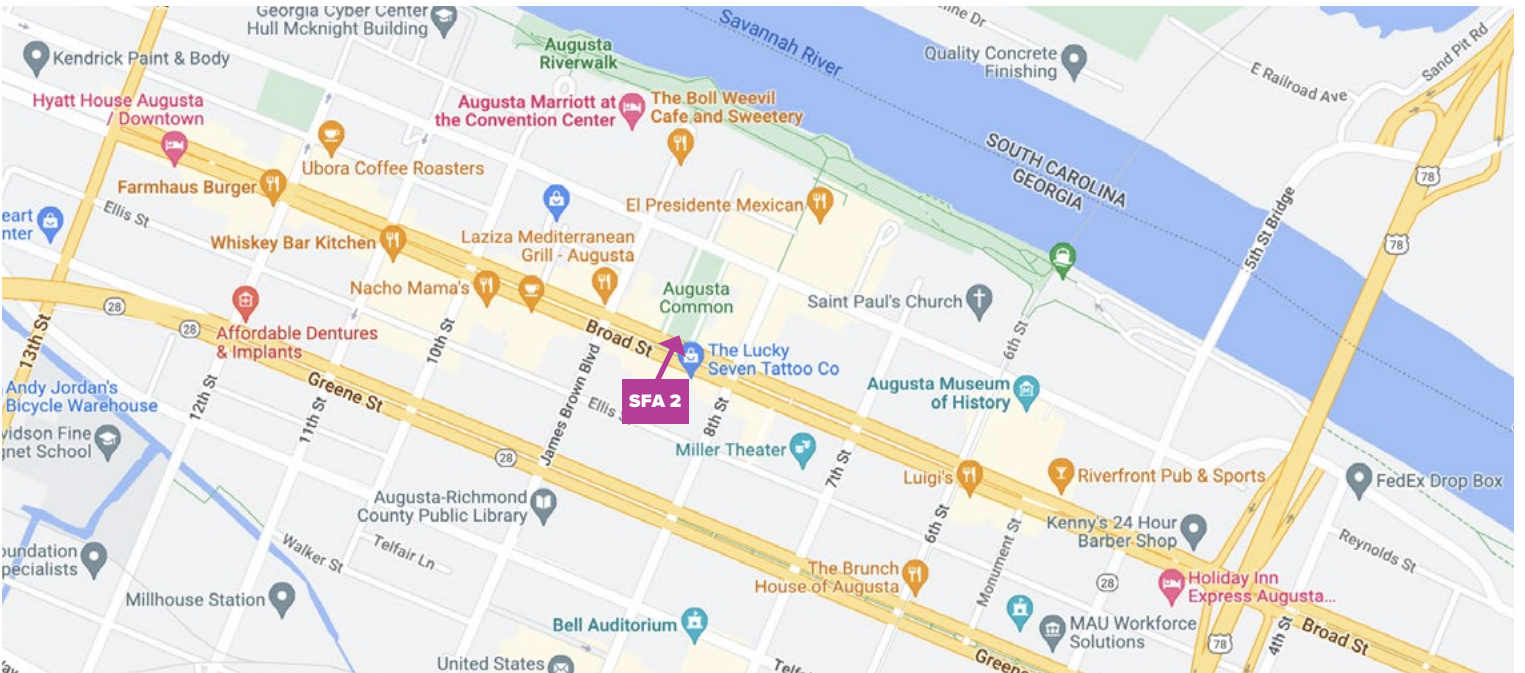 Georgia Cyber Center
Hull Mcknight Building
Savannah River
Augusta
Riverwalk
Kendrick Paint & Body
Quality Concrete
Finishing
E Railroad Ave
Sand Pit Rd
Hyatt House Augusta
/ Downtown
Augusta Marriott at
the Convention Center
The Boll Weevil
Cafe and Sweetery
Ubora Coffee Roasters
SOUTH CAROLINA
GEORGIA
78
Farmhaus Burger
Ellis St
El Presidente Mexican
5th St Bridge
78
Whiskey Bar Kitchen
Laziza Mediterranean
Grill - Augusta
Nacho Mama's
Augusta
Common
Saint Paul's Church
28
28
Affordable Dentures
& Implants
13th St
10th St
Broad St
6th St
The Lucky
Seven Tattoo Co
SFA 2
Andy Jordan's
Bicycle Warehouse
12th St
Greene St
11th St
James Brown Blvd
Ellis
8th St
Augusta Museum
of History
28
Miller Theater
7th St
Luigi's
Riverfront Pub & Sports
FedEx Drop Box
Augusta-Richmond
County Public Library
6th St
Monument St
Kenny's 24 Hour
Barber Shop
Reynolds St
Walker St
Telfair Ln
The Brunch
House of Augusta
28
Holiday Inn
Express Augusta...
Millhouse Station
Bell Auditorium
MAU Workforce
Solutions
78
4th St
Broad St
United States